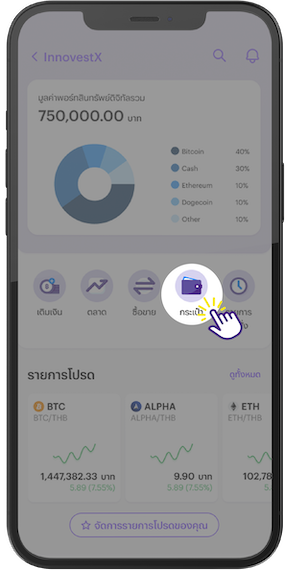 InnovestX
มูลค่าพอร์ทสินทรัพย์ดิจิทัลรวม
750,000.00 บาท
Bitcoin 40%
Cash 30%
Ethereum 10%
Dogecoin 10%
Other 10%
เติมเงิน ตลาด ซื้อขาย กระเป๋า
รายการโปรด ดูทั้งหมด
BTC
BTC/THB
1,447,382.33 บาท
5.89 (7.55%)
ALPHA
ALPHA/THB
9.90 บาท
5.89 (7.55%)
ETH
ETH/THB
102,78
5.89
จัดการรายการโปรดของคุณ